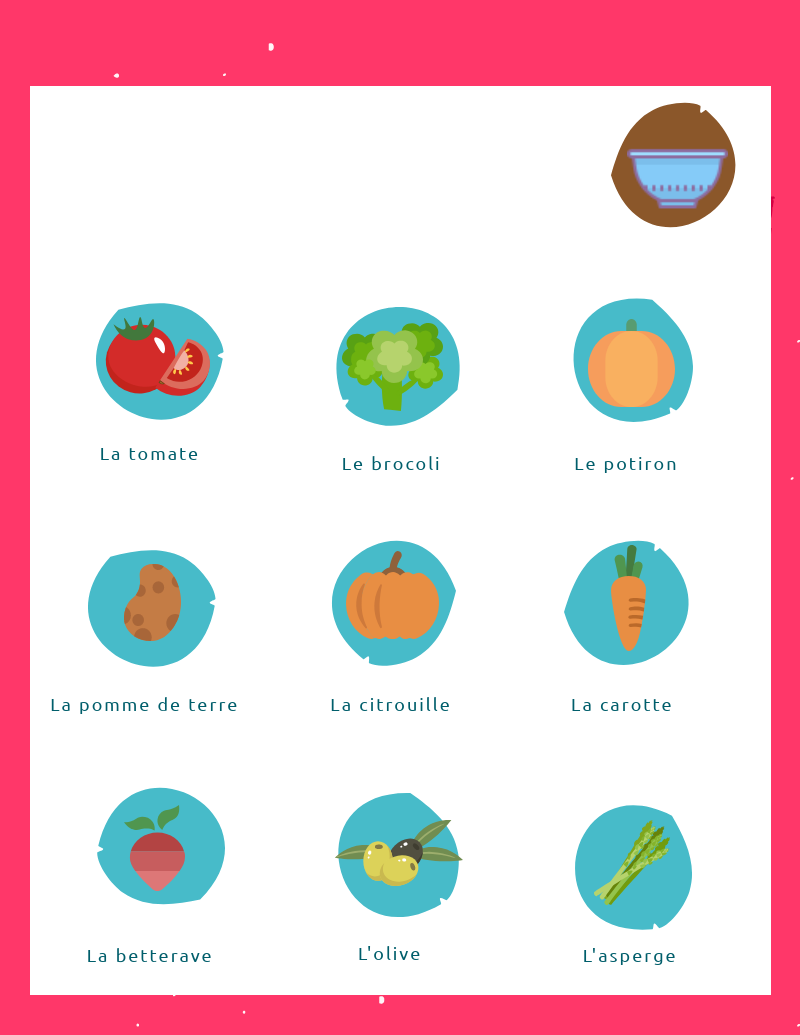 La tomate
Le brocoli
Le potiron
La pomme de terre
La citrouille
La carotte
La betterave
L'olive
L'asperge